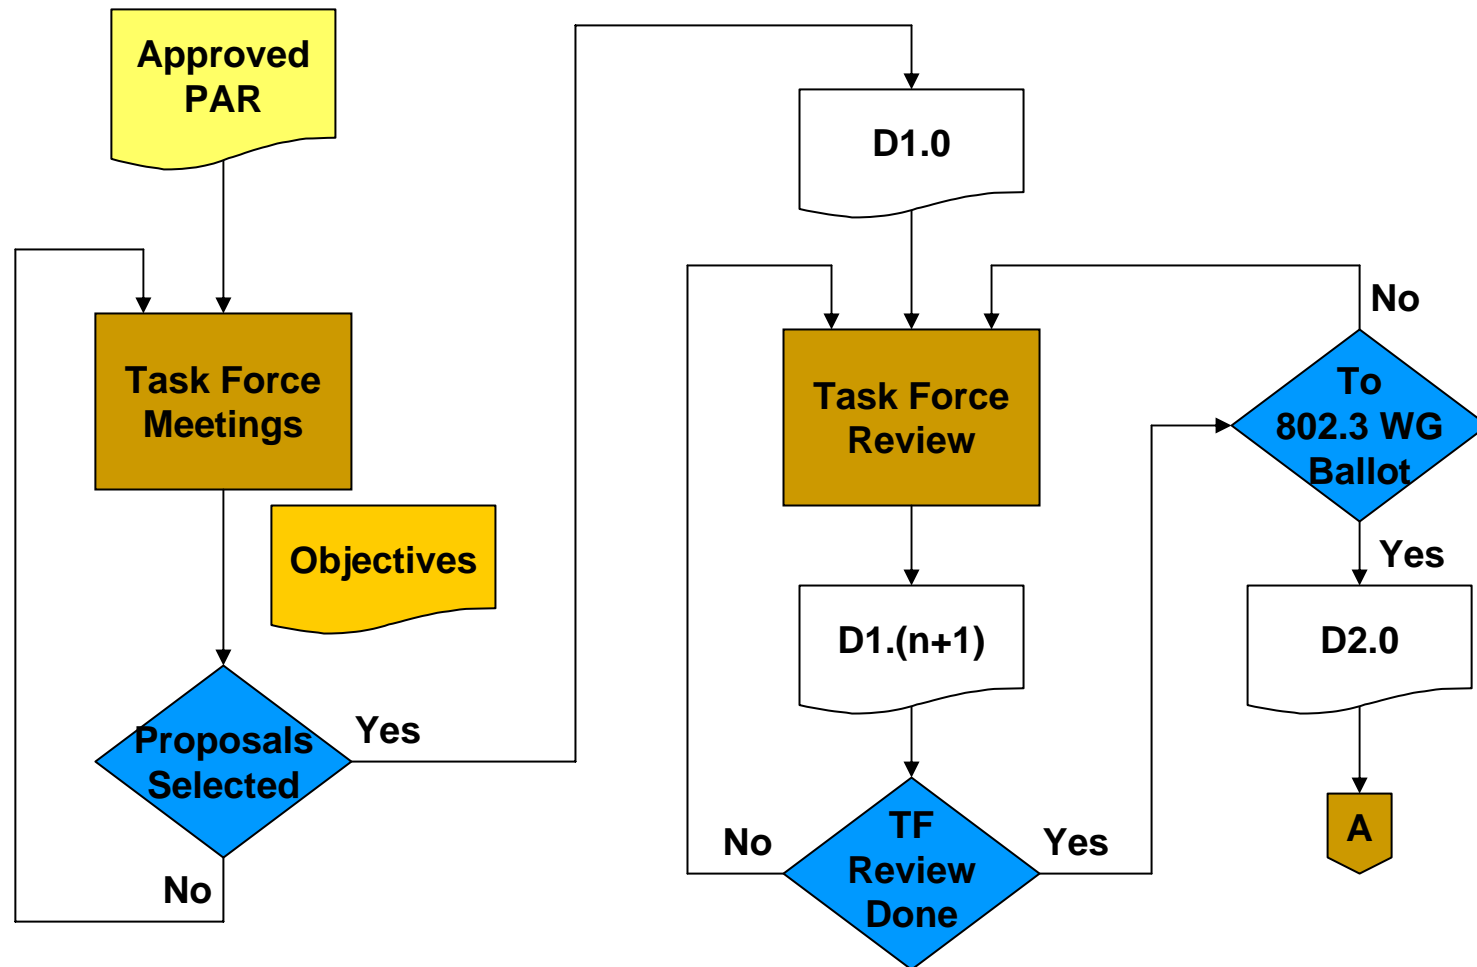 Approved
PAR
Task Force
Meetings
Objectives
Proposals
Selected
Yes
No
D1.0
Task Force
Review
D1.(n+1)
TF
Review
Done
No
Yes
To
802.3 WG
Ballot
No
Yes
D2.0
A